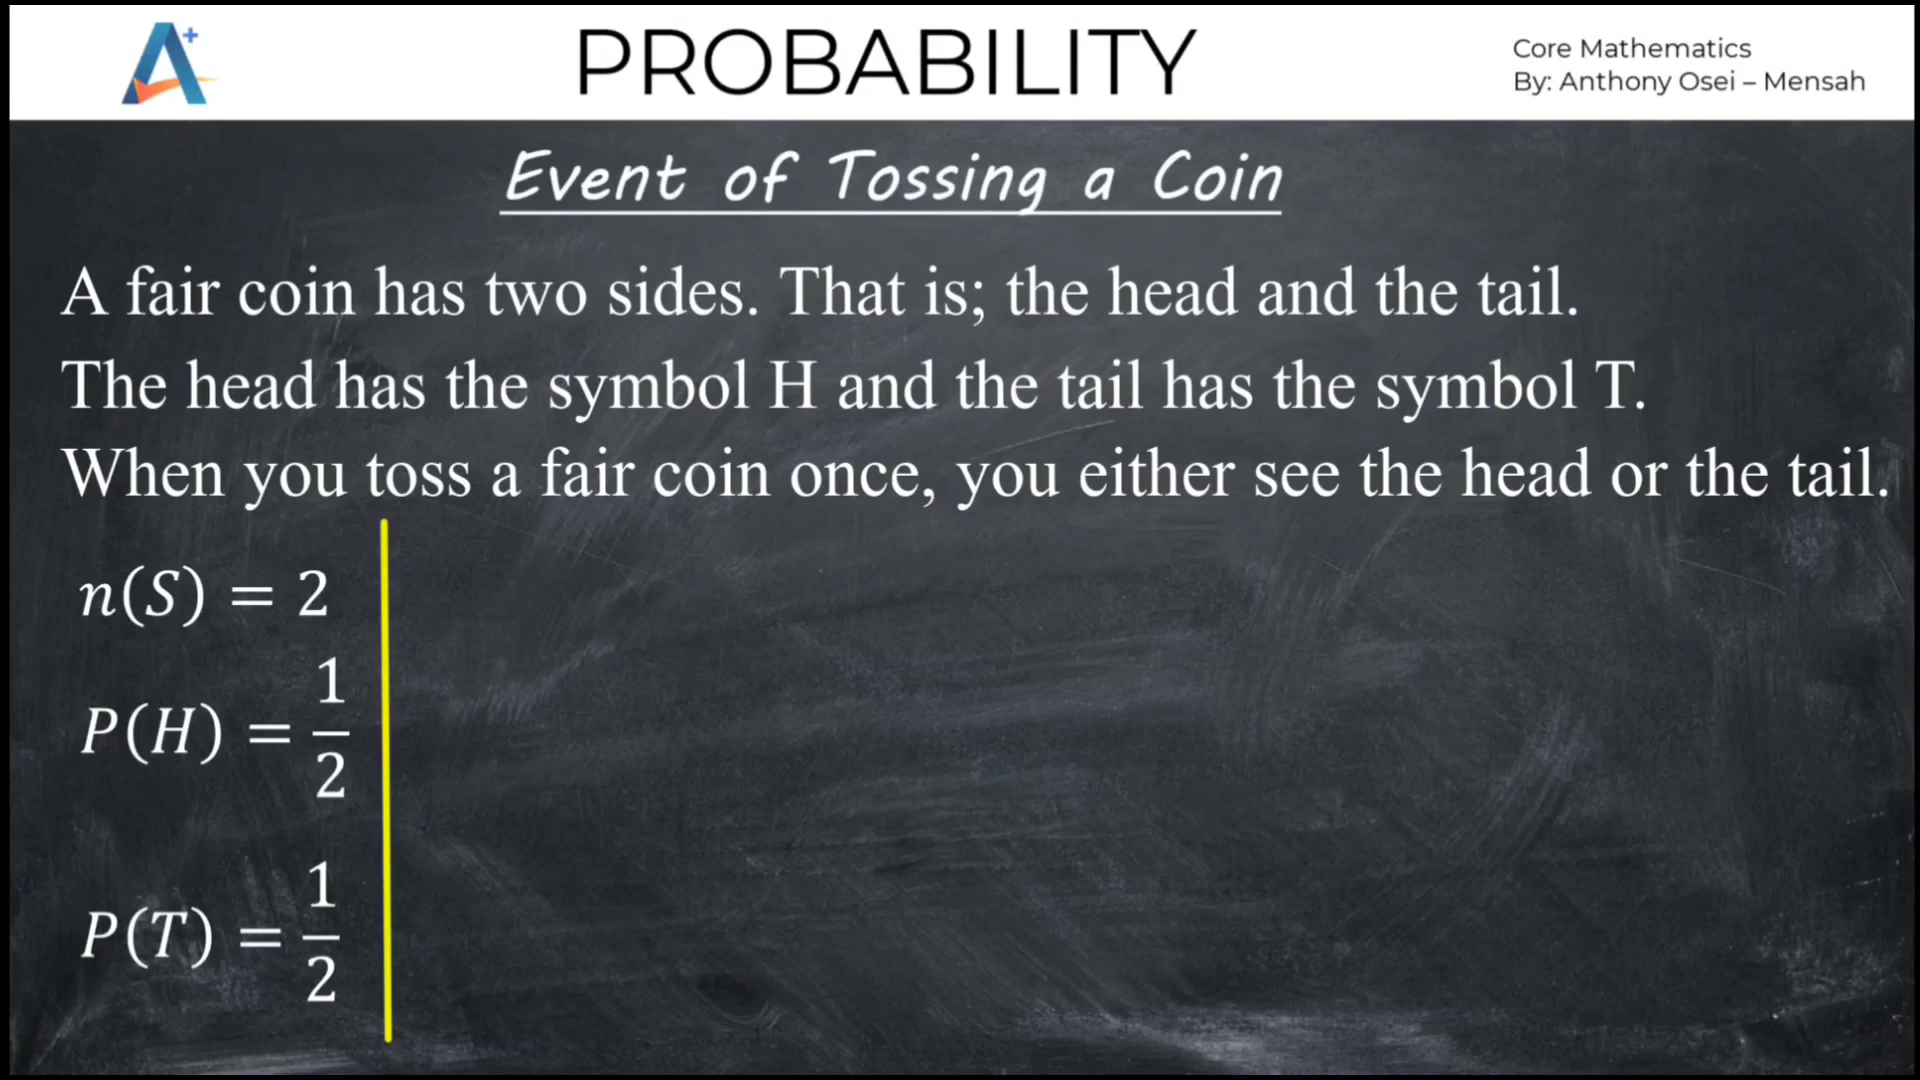 PROBABILITY
Core Mathematics
By: Anthony Osei – Mensah
Event of Tossing a Coin
A fair coin has two sides. That is; the head and the tail.
The head has the symbol H and the tail has the symbol T.
When you toss a fair coin once, you either see the head or the tail.
n(S) = 2
P(H) = 1/2
P(T) = 1/2